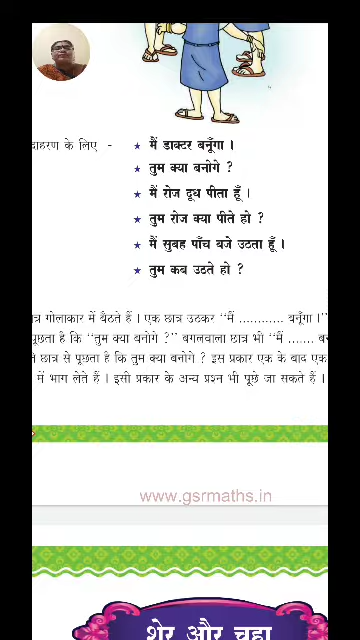 दाहरण के लिए - ★ मैं डाक्टर बनूँगा ।
★ तुम क्या बनोगे ?
★ मैं रोज दूध पीता हूँ ।
★ तुम रोज क्या पीते हो ?
★ मैं सुबह पाँच बजे उठता हूँ ।
★ तुम कब उठते हो ?
ात्र गोलाकार में बैठते हैं । एक छात्र उठकर “मैं ............ बनूँगा ।”
पूछता है कि “तुम क्या बनोगे ?” बगलवाला छात्र भी “मैं ....... बन
छात्र से पूछता है कि तुम क्या बनोगे ? इस प्रकार एक के बाद एक
में भाग लेते हैं । इसी प्रकार के अन्य प्रश्न भी पूछे जा सकते हैं ।
www.gsrmaths.in
शेर और चूहा